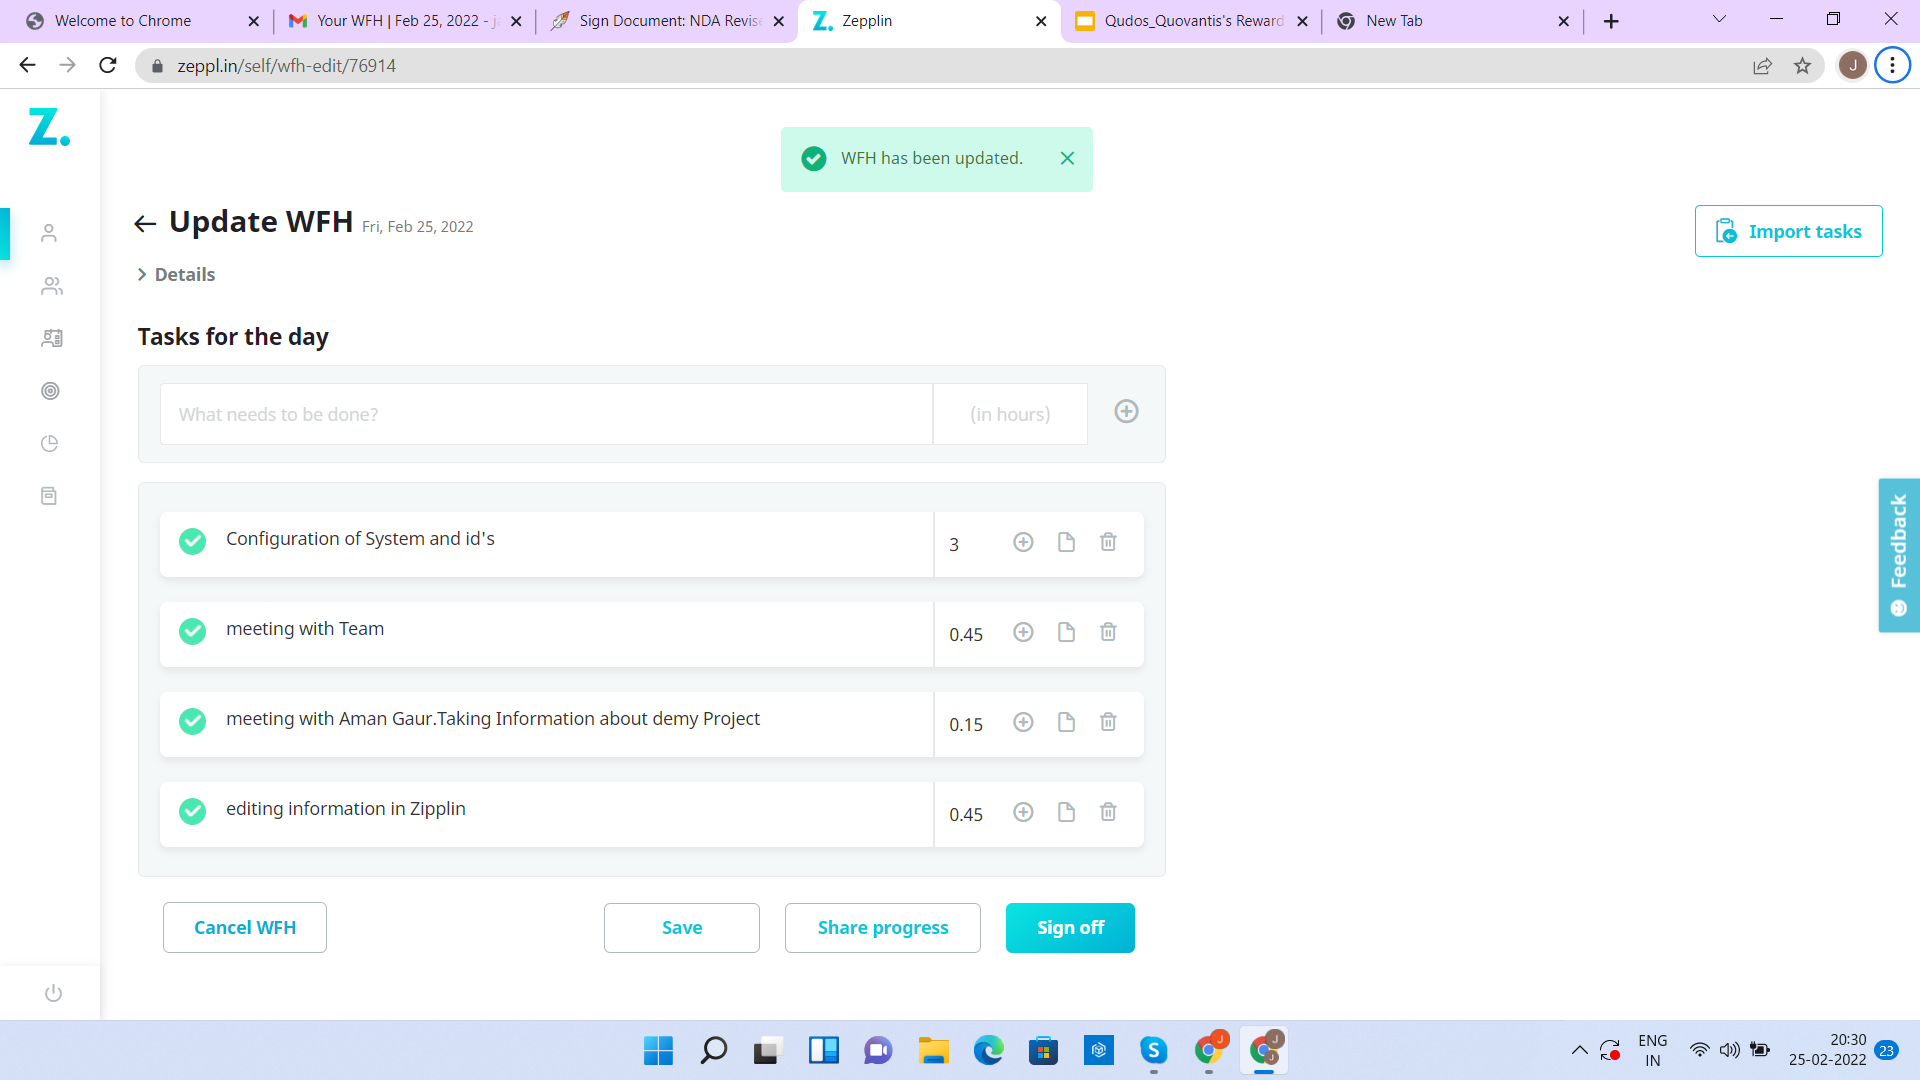 Welcome to Chrome
Your WFH | Feb 25, 2022 - j
Sign Document: NDA Revise
Zepplin
Qudos_Quovantis's Reward
New Tab
zeppl.in/self/wfh-edit/76914
J
Z.
WFH has been updated.
Update WFH Fri, Feb 25, 2022
Import tasks
Details
Tasks for the day
What needs to be done? (in hours)
Configuration of System and id's 3
meeting with Team 0.45
meeting with Aman Gaur.Taking Information about demy Project 0.15
editing information in Zipplin 0.45
Feedback
Cancel WFH Save Share progress Sign off
ENG
IN
20:30
25-02-2022
23